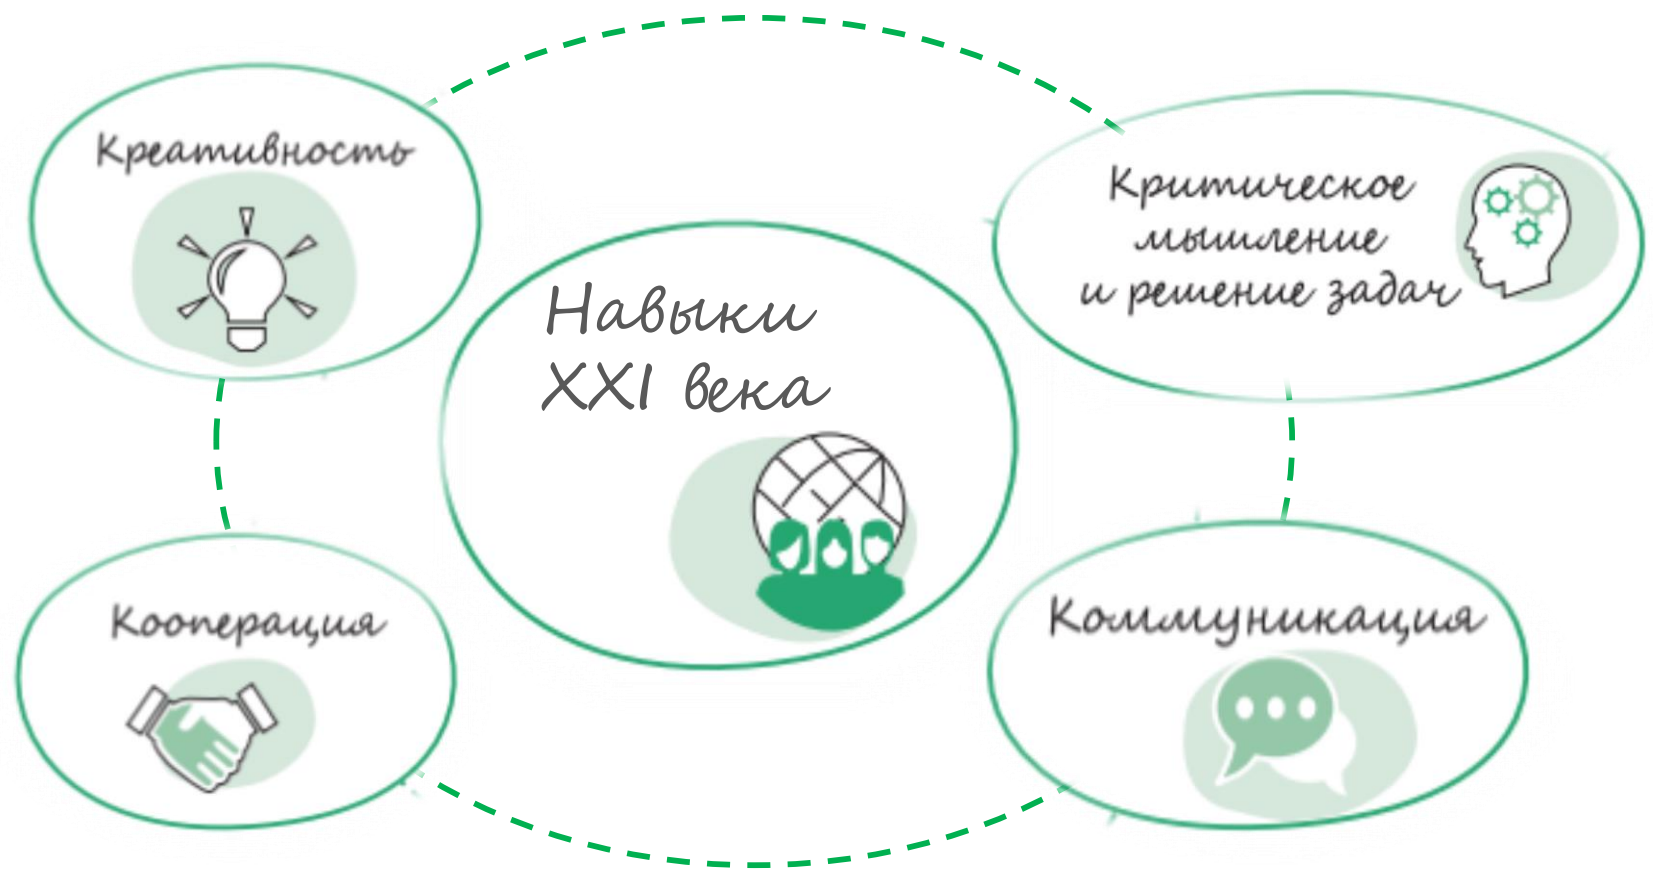 Креативность
Критическое
мышление
и решение задач
Навыки
XXI века
Кооперация
Коммуникация